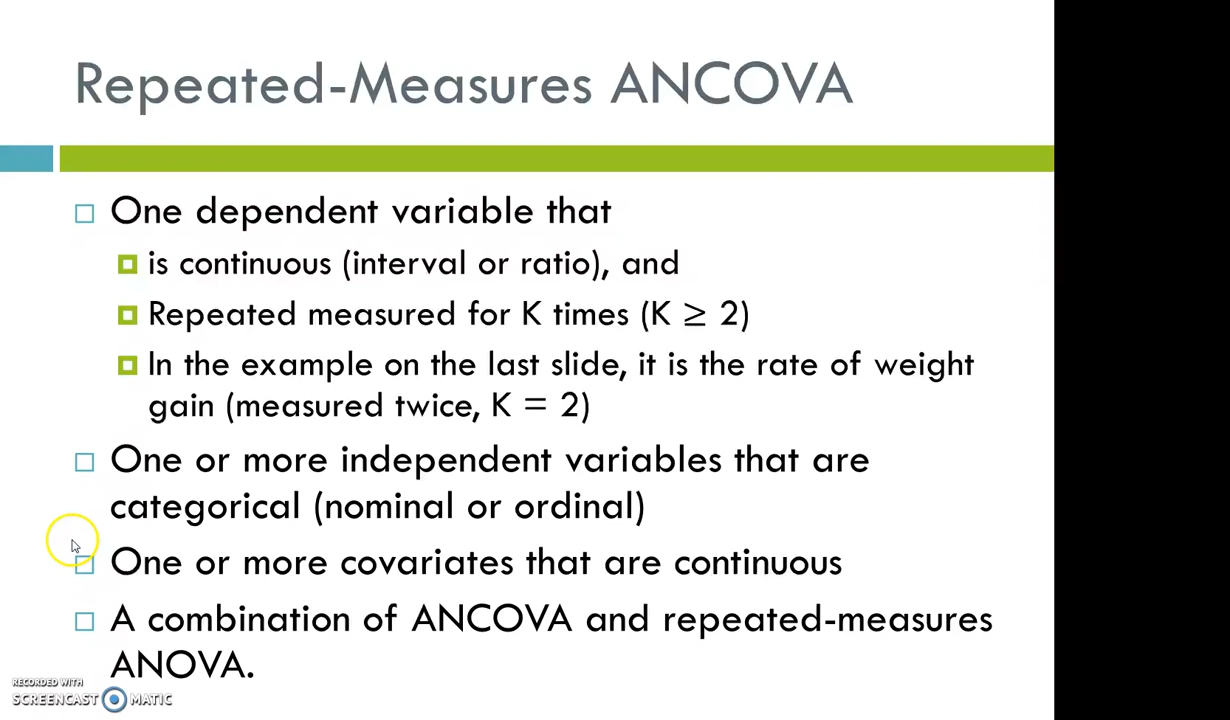 Repeated-Measures ANCOVA
One dependent variable that
is continuous (interval or ratio), and
Repeated measured for K times (K ≥ 2)
In the example on the last slide, it is the rate of weight
gain (measured twice, K = 2)
One or more independent variables that are
categorical (nominal or ordinal)
One or more covariates that are continuous
A combination of ANCOVA and repeated-measures
ANOVA.
RECORDED WITH
SCREENCAST MATIC